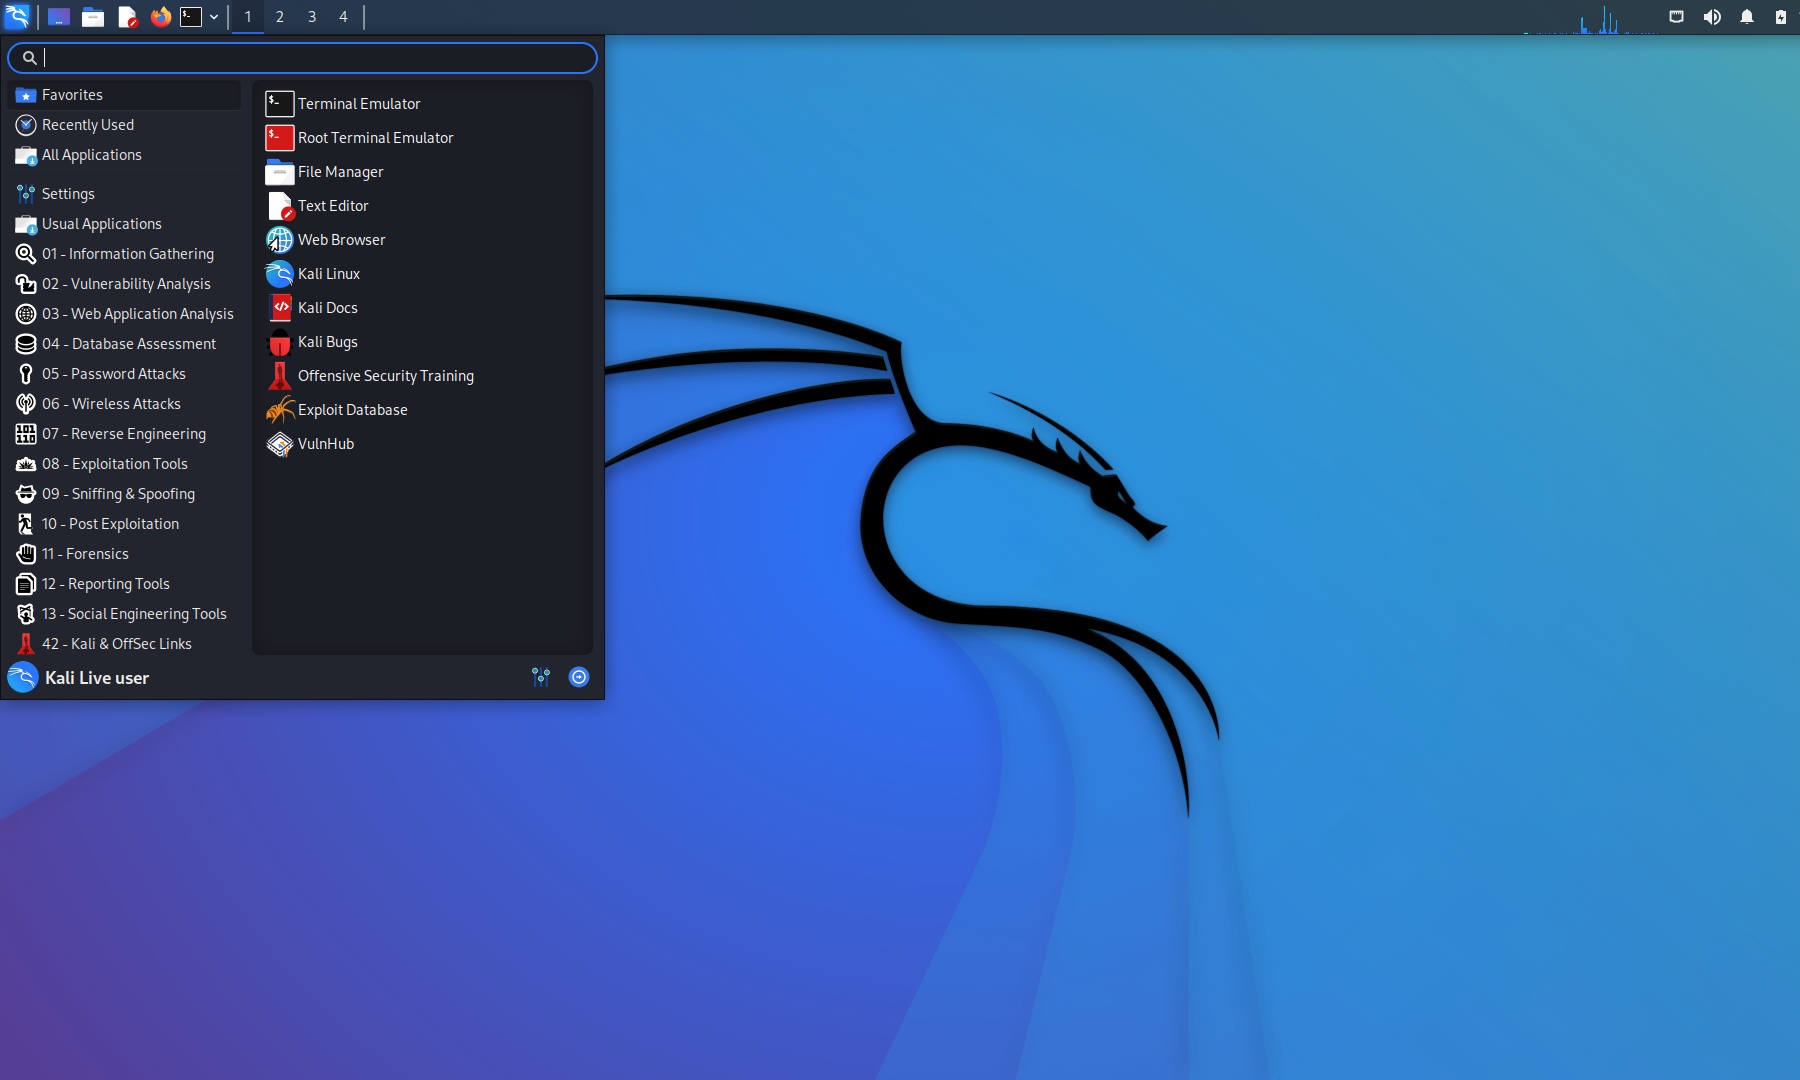 1 2 3 4
Favorites
Recently Used
All Applications
Settings
Usual Applications
01 - Information Gathering
02 - Vulnerability Analysis
03 - Web Application Analysis
04 - Database Assessment
05 - Password Attacks
06 - Wireless Attacks
07 - Reverse Engineering
08 - Exploitation Tools
09 - Sniffing & Spoofing
10 - Post Exploitation
11 - Forensics
12 - Reporting Tools
13 - Social Engineering Tools
42 - Kali & OffSec Links
Terminal Emulator
Root Terminal Emulator
File Manager
Text Editor
Web Browser
Kali Linux
Kali Docs
Kali Bugs
Offensive Security Training
Exploit Database
VulnHub
Kali Live user